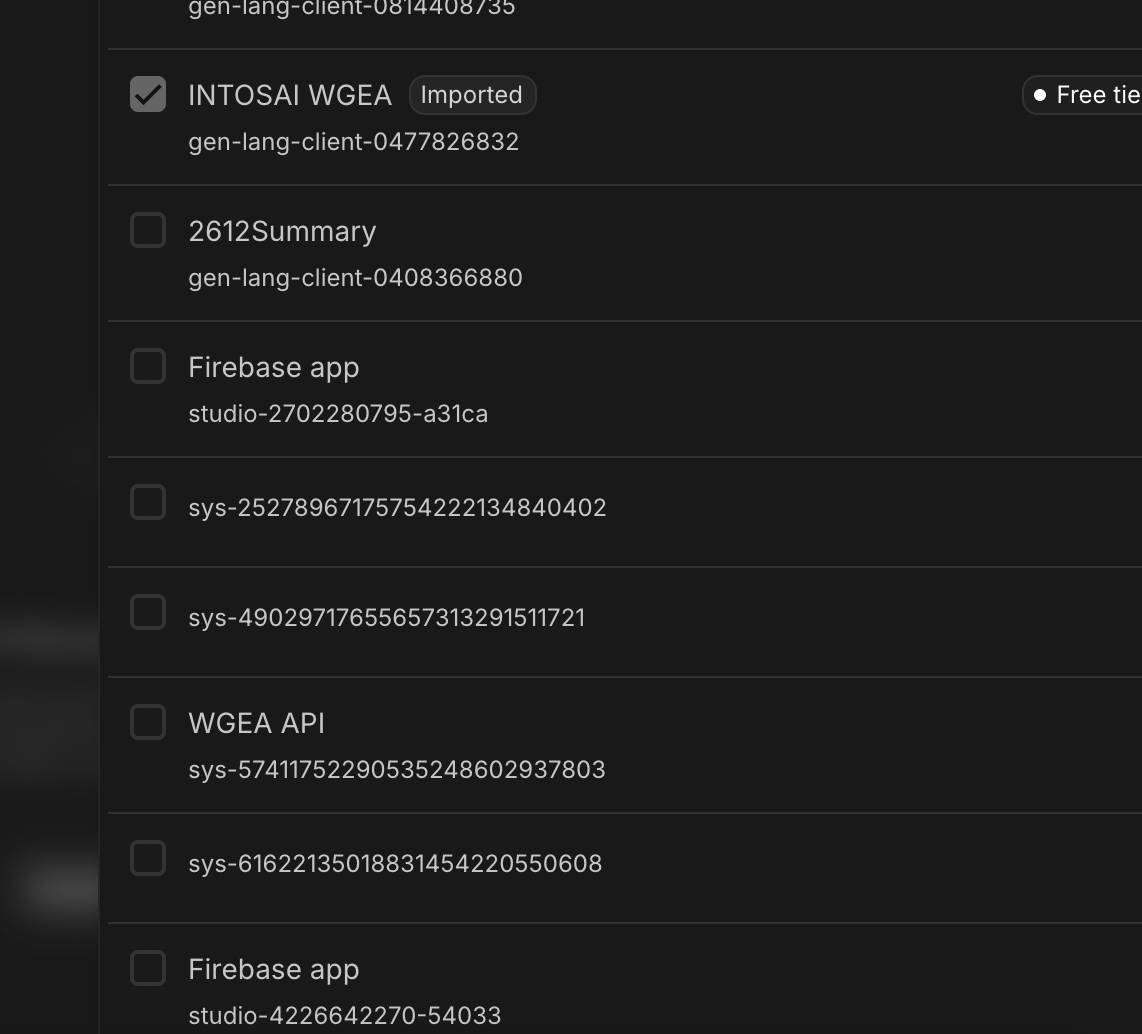 gen-lang-client-0814408735
INTOSAI WGEA Imported Free tie
gen-lang-client-0477826832
2612Summary
gen-lang-client-0408366880
Firebase app
studio-2702280795-a31ca
sys-25278967175754222134840402
sys-49029717655657313291511721
WGEA API
sys-57411752290535248602937803
sys-61622135018831454220550608
Firebase app
studio-4226642270-54033